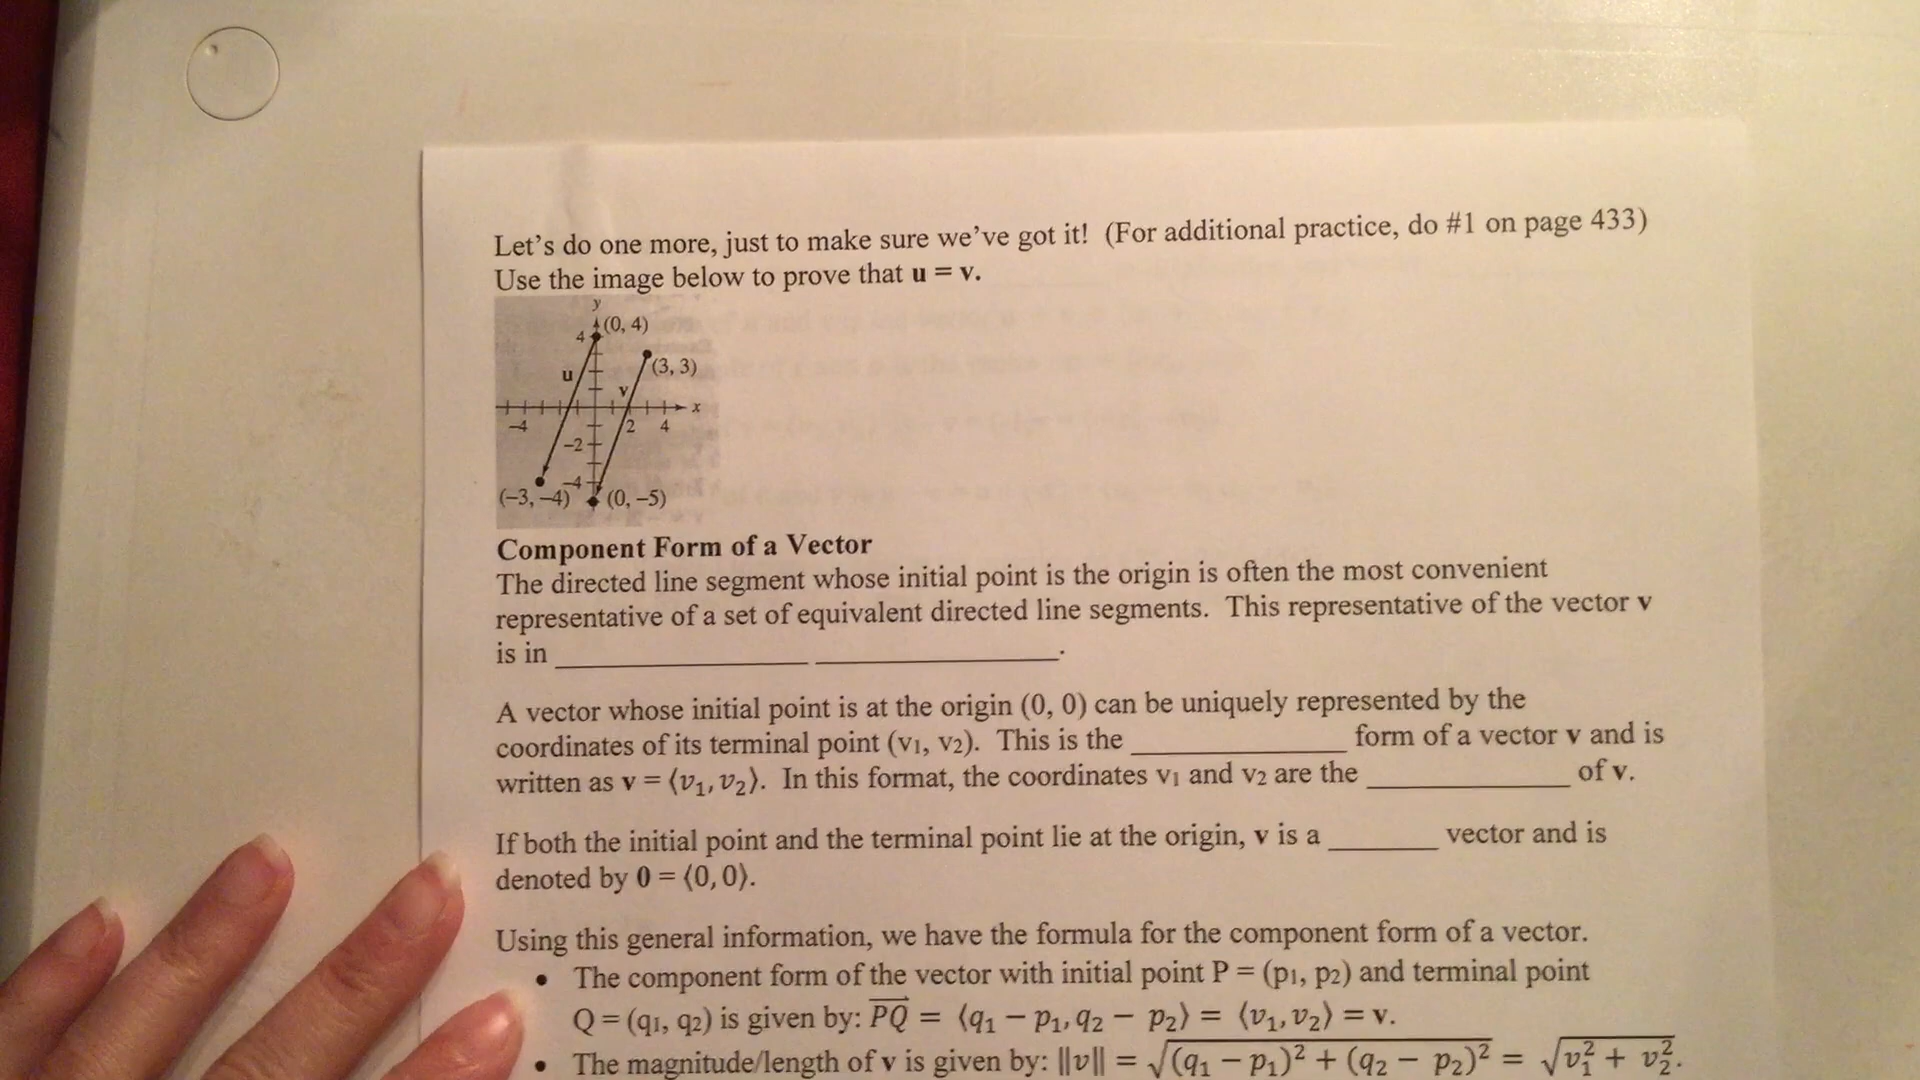 Let's do one more, just to make sure we've got it! (For additional practice, do #1 on page 433)
Use the image below to prove that u = v.
y
4 (0, 4)
u (3, 3)
v
x
−4 2 4
−2
−4
(−3, −4) (0, −5)
Component Form of a Vector
The directed line segment whose initial point is the origin is often the most convenient
representative of a set of equivalent directed line segments. This representative of the vector v
is in __________________ __________________.
A vector whose initial point is at the origin (0, 0) can be uniquely represented by the
coordinates of its terminal point (v₁, v₂). This is the ________________ form of a vector v and is
written as v = ⟨v₁, v₂⟩. In this format, the coordinates v₁ and v₂ are the _______________ of v.
If both the initial point and the terminal point lie at the origin, v is a ________ vector and is
denoted by 0 = ⟨0, 0⟩.
Using this general information, we have the formula for the component form of a vector.
• The component form of the vector with initial point P = (p₁, p₂) and terminal point
Q = (q₁, q₂) is given by: P͞Q⃗ = ⟨q₁ − p₁, q₂ − p₂⟩ = ⟨v₁, v₂⟩ = v.
• The magnitude/length of v is given by: ||v|| = √((q₁ − p₁)² + (q₂ − p₂)²) = √(v₁² + v₂²).